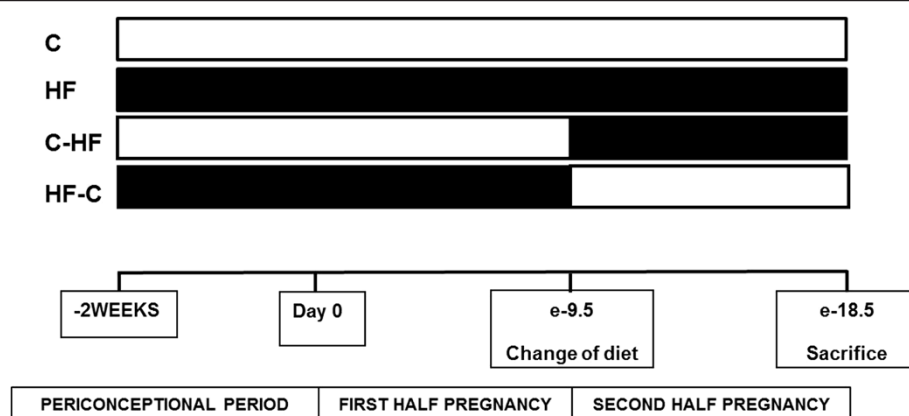 C
HF
C-HF
HF-C
-2WEEKS
Day 0
e-9.5
Change of diet
e-18.5
Sacrifice
PERICONCEPTIONAL PERIOD
FIRST HALF PREGNANCY
SECOND HALF PREGNANCY